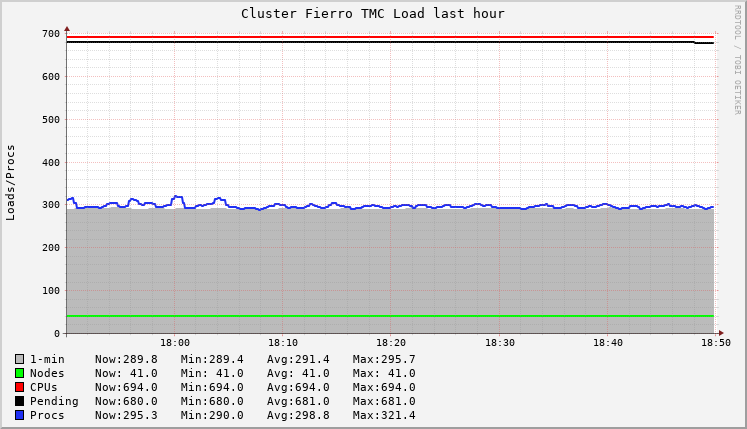 Cluster Fierro TMC Load last hour
RRDTOOL / TOBI OETIKER
Loads/Procs
700
600
500
400
300
200
100
0
18:00 18:10 18:20 18:30 18:40 18:50
1-min Now:289.8 Min:289.4 Avg:291.4 Max:295.7
Nodes Now: 41.0 Min: 41.0 Avg: 41.0 Max: 41.0
CPUs Now:694.0 Min:694.0 Avg:694.0 Max:694.0
Pending Now:680.0 Min:680.0 Avg:681.0 Max:681.0
Procs Now:295.3 Min:290.0 Avg:298.8 Max:321.4